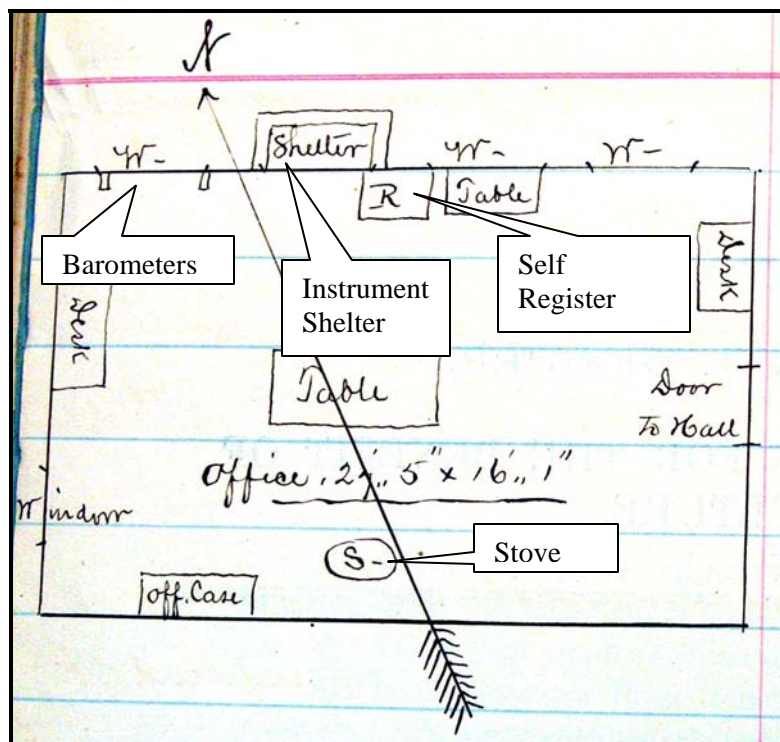 N
W-
Shelter
W-
W-
R
Table
Desk
Barometers
Instrument
Shelter
Self
Register
Desk
Table
Door
to Hall
Office. 27,, 5" x 16,, 1"
Window
S-
Stove
Off. Case